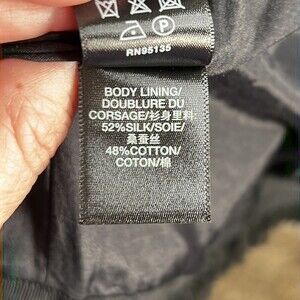 P
RN95135
BODY LINING/
DOUBLURE DU
CORSAGE/衫身里料:
52%SILK/SOIE/
桑蚕丝
48%COTTON/
COTON/棉